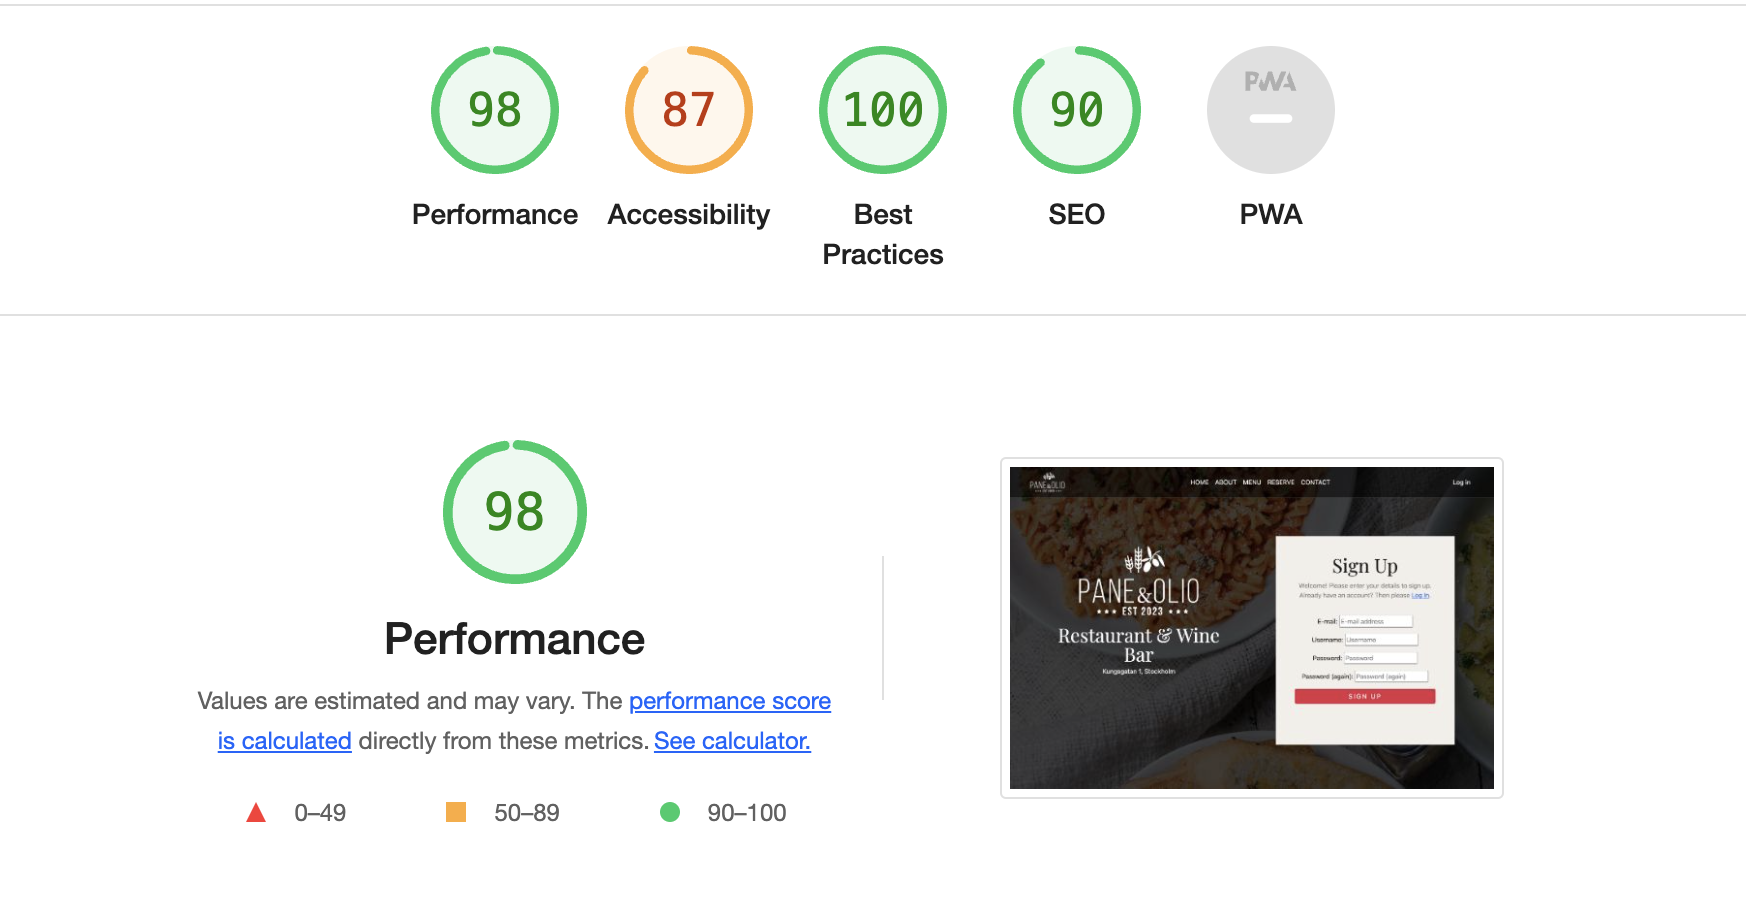 98
87
100
90
PWA
Performance
Accessibility
Best
Practices
SEO
PWA
98
Performance
Values are estimated and may vary. The performance score
is calculated directly from these metrics. See calculator.
0–49
50–89
90–100
PANE&OLIO
HOME ABOUT MENU RESERVE CONTACT
Log in
PANE&OLIO
EST 2023
Restaurant & Wine
Bar
Kungsgatan 1, Stockholm
Sign Up
Welcome! Please enter your details to sign up.
Already have an account? Then please Log in.
E-mail: E-mail address
Username: Username
Password: Password
Password (again): Password (again)
SIGN UP